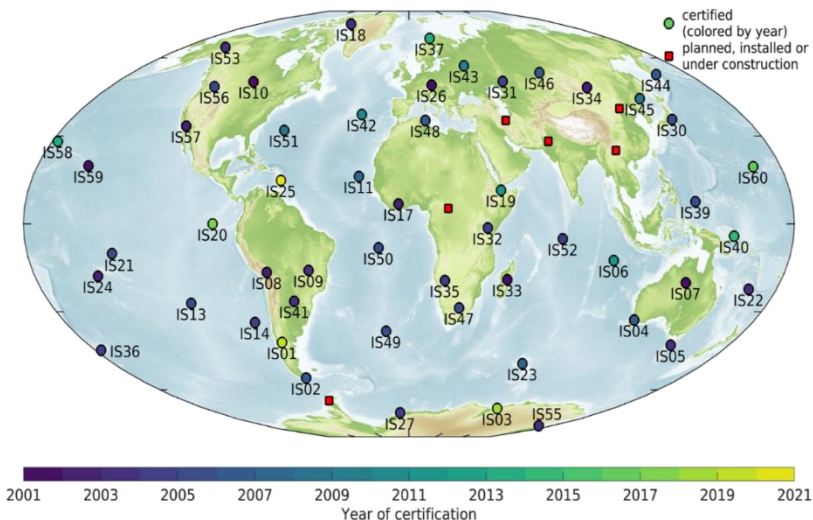 certified
(colored by year)
planned, installed or
under construction
IS18
IS37
IS53
IS43
IS44
IS56
IS10
IS26
IS31
IS46
IS34
IS45
IS57
IS51
IS42
IS48
IS30
IS58
IS59
IS25
IS11
IS17
IS19
IS60
IS39
IS20
IS32
IS40
IS21
IS50
IS52
IS06
IS24
IS08
IS09
IS35
IS33
IS07
IS22
IS13
IS41
IS47
IS14
IS49
IS04
IS36
IS01
IS05
IS02
IS23
IS27
IS03
IS55
2001 2003 2005 2007 2009 2011 2013 2015 2017 2019 2021
Year of certification